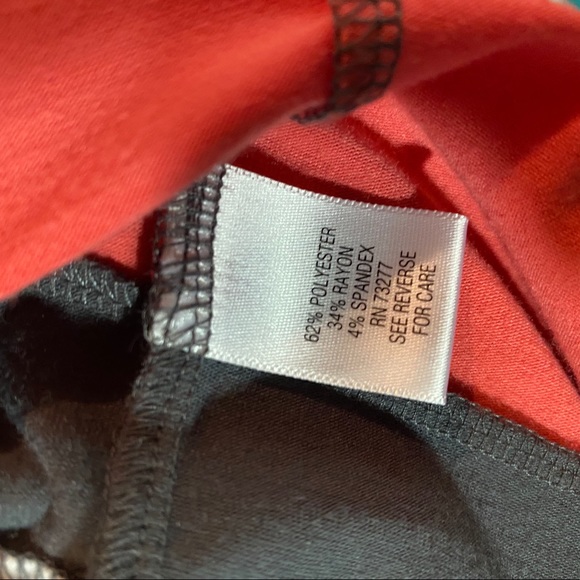 62% POLYESTER
34% RAYON
4% SPANDEX
RN 73277
SEE REVERSE
FOR CARE